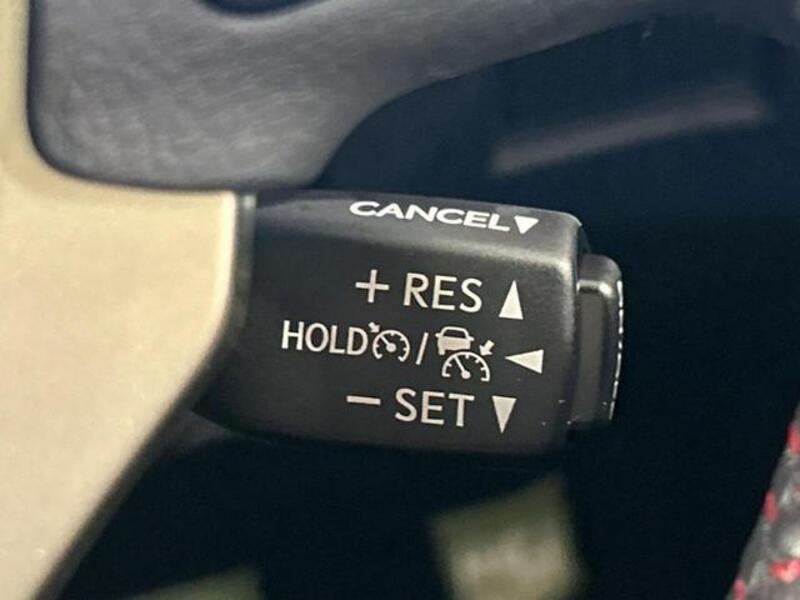 CANCEL▼
+ RES ▲
HOLD / ◀
− SET ▼